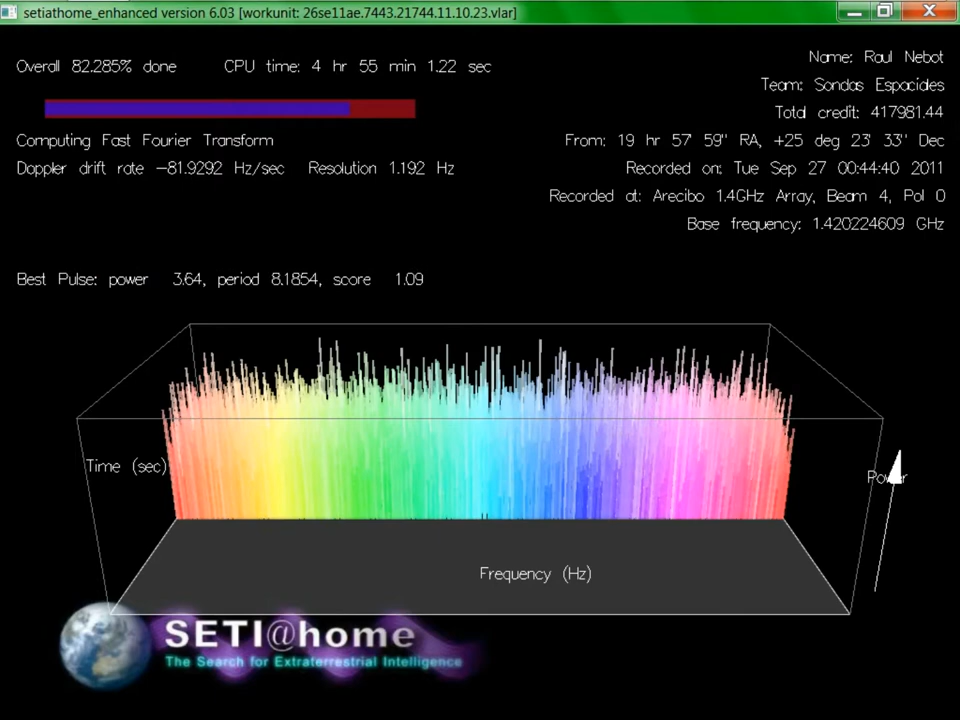 setiathome_enhanced version 6.03 [workunit: 26se11ae.7443.21744.11.10.23.vlar]
Overall 82.285% done CPU time: 4 hr 55 min 1.22 sec
Name: Raul Nebot
Team: Sondas Espaciales
Total credit: 417981.44
Computing Fast Fourier Transform
From: 19 hr 57' 59'' RA, +25 deg 23' 33'' Dec
Doppler drift rate -81.9292 Hz/sec Resolution 1.192 Hz
Recorded on: Tue Sep 27 00:44:40 2011
Recorded at: Arecibo 1.4GHz Array, Beam 4, Pol 0
Base frequency: 1.420224609 GHz
Best Pulse: power 3.64, period 8.1854, score 1.09
Time (sec)
Power
Frequency (Hz)
SETI@home
The Search for Extraterrestrial Intelligence